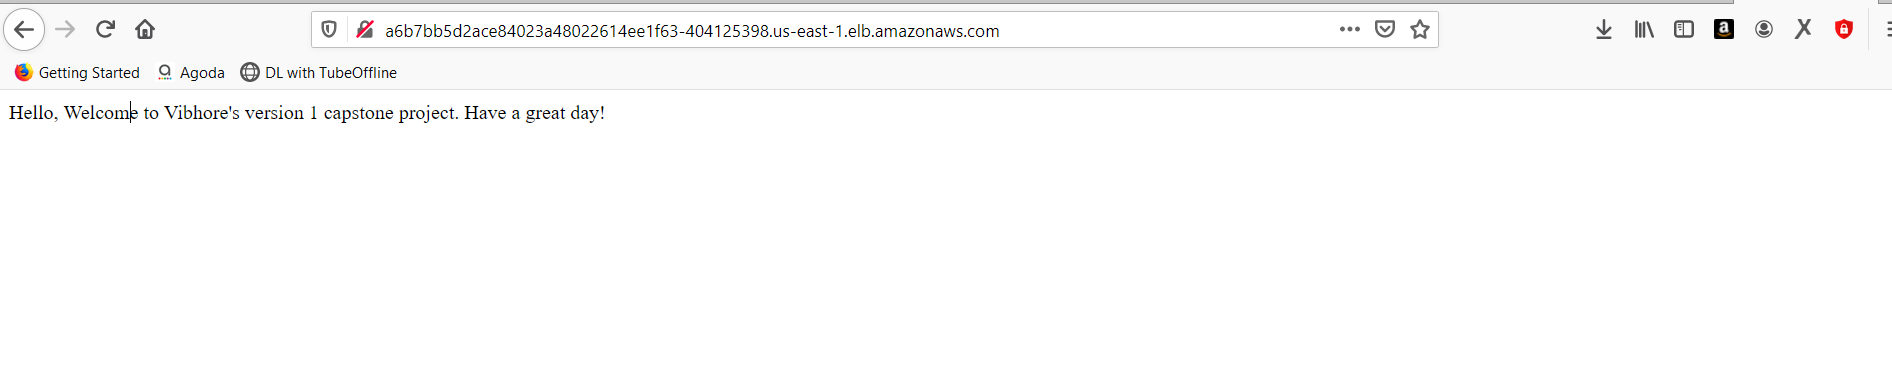 a6b7bb5d2ace84023a48022614ee1f63-404125398.us-east-1.elb.amazonaws.com
Getting Started Agoda DL with TubeOffline
Hello, Welcome to Vibhore's version 1 capstone project. Have a great day!